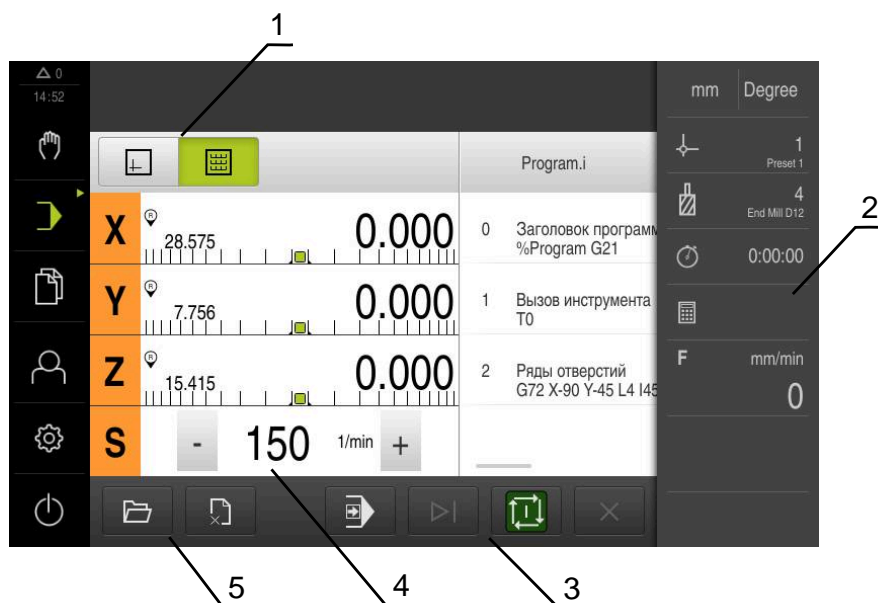 1
0
14:52
mm Degree
1
Preset 1
4
End Mill D12
2
0:00:00
F mm/min
0
Program.i
X R 28.575 0.000
Y R 7.756 0.000
Z R 15.415 0.000
S - 150 1/min +
0 Заголовок програм
%Program G21
1 Вызов инструмента
T0
2 Ряды отверстий
G72 X-90 Y-45 L4 I45
5
4
3